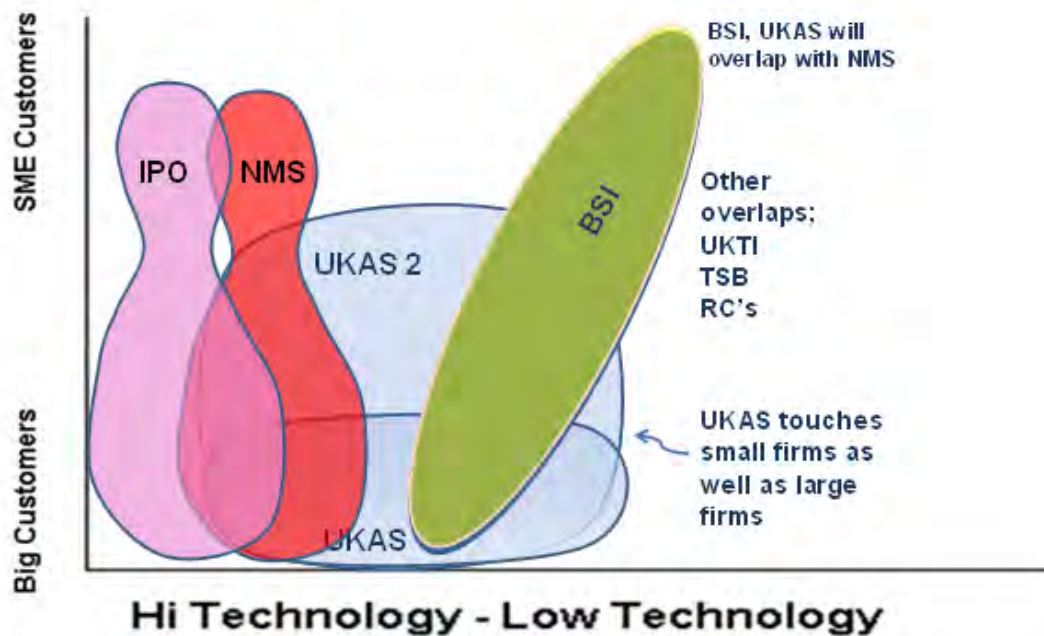 SME Customers
Big Customers
IPO
NMS
UKAS 2
UKAS
BSI
BSI, UKAS will
overlap with NMS
Other
overlaps;
UKTI
TSB
RC's
UKAS touches
small firms as
well as large
firms
Hi Technology - Low Technology